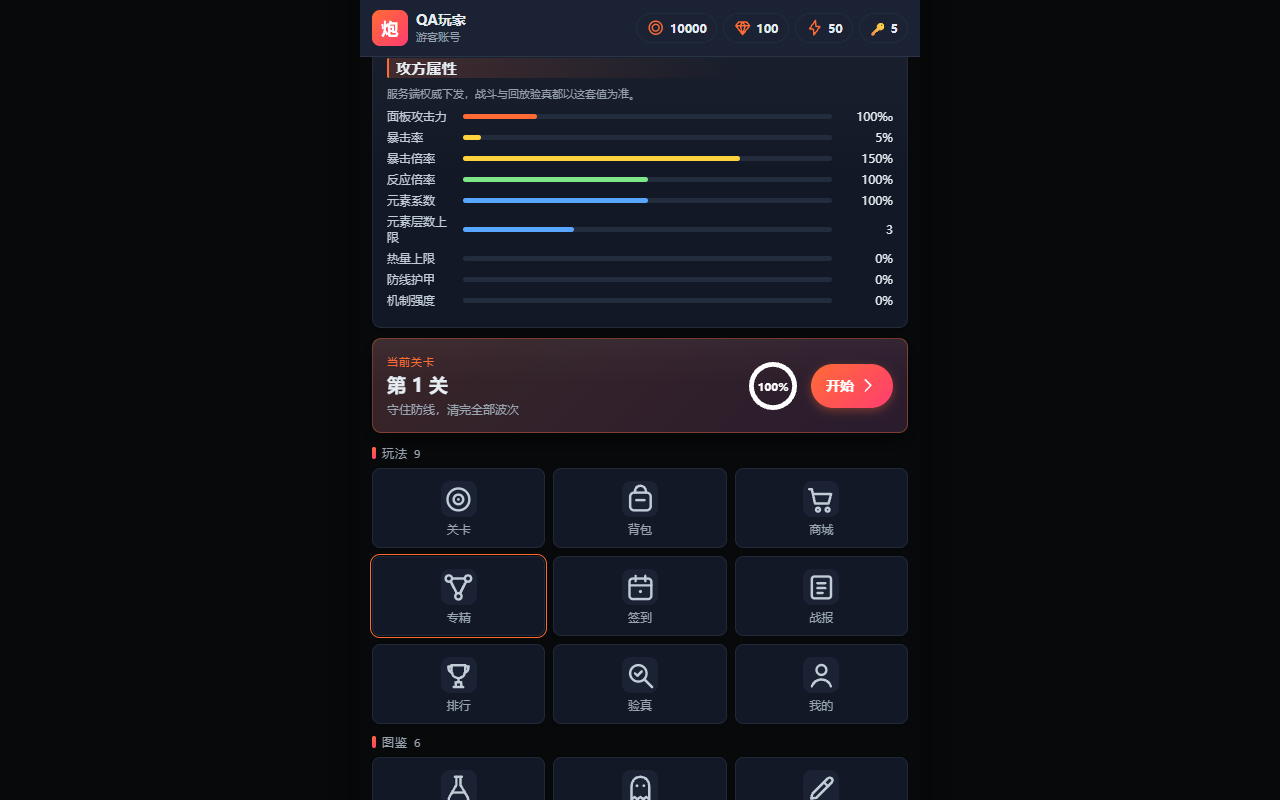 炮
QA玩家
游客账号
10000
100
50
5
攻方属性
服务端权威下发，战斗与回放验真都以这套值为准。
面板攻击力 100‰
暴击率 5%
暴击倍率 150%
反应倍率 100%
元素系数 100%
元素层数上限 3
热量上限 0%
防线护甲 0%
机制强度 0%
当前关卡
第 1 关
守住防线，清完全部波次
100%
开始
玩法 9
关卡
背包
商城
专精
签到
战报
排行
验真
我的
图鉴 6